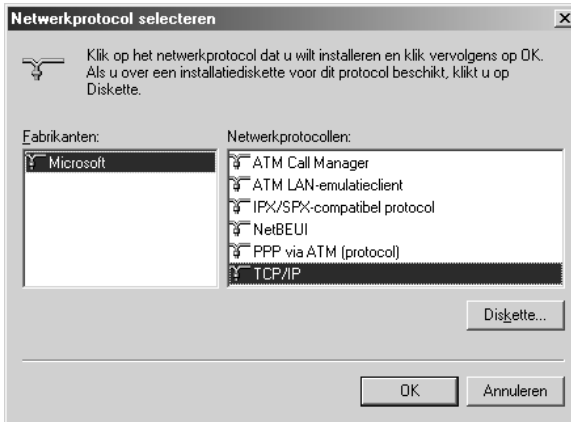 Netwerkprotocol selecteren
Klik op het netwerkprotocol dat u wilt installeren en klik vervolgens op OK.
Als u over een installatiediskette voor dit protocol beschikt, klikt u op
Diskette.
Fabrikanten:
Microsoft
Netwerkprotocollen:
ATM Call Manager
ATM LAN-emulatieclient
IPX/SPX-compatibel protocol
NetBEUI
PPP via ATM (protocol)
TCP/IP
Diskette...
OK
Annuleren